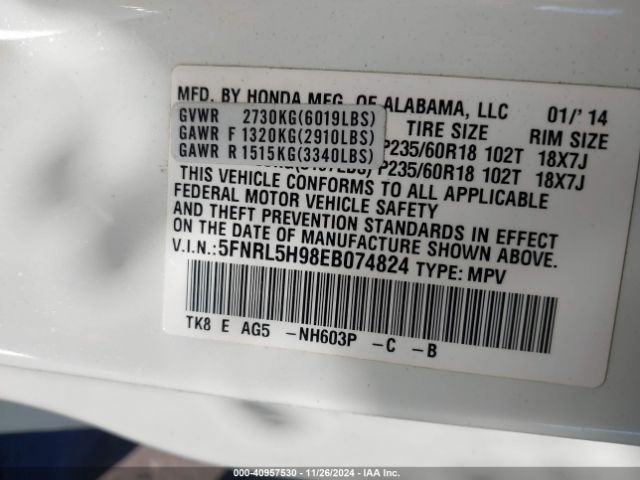 MFD. BY HONDA MFG. OF ALABAMA, LLC 01/'14
GVWR 2730KG(6019LBS) TIRE SIZE RIM SIZE
GAWR F 1320KG(2910LBS) P235/60R18 102T 18X7J
GAWR R 1515KG(3340LBS) P235/60R18 102T 18X7J
THIS VEHICLE CONFORMS TO ALL APPLICABLE
FEDERAL MOTOR VEHICLE SAFETY
AND THEFT PREVENTION STANDARDS IN EFFECT
ON THE DATE OF MANUFACTURE SHOWN ABOVE.
V.I.N.:5FNRL5H98EB074824 TYPE: MPV
TK8 E AG5 -NH603P -C -B
000-40957530 - 11/26/2024 - IAA Inc.